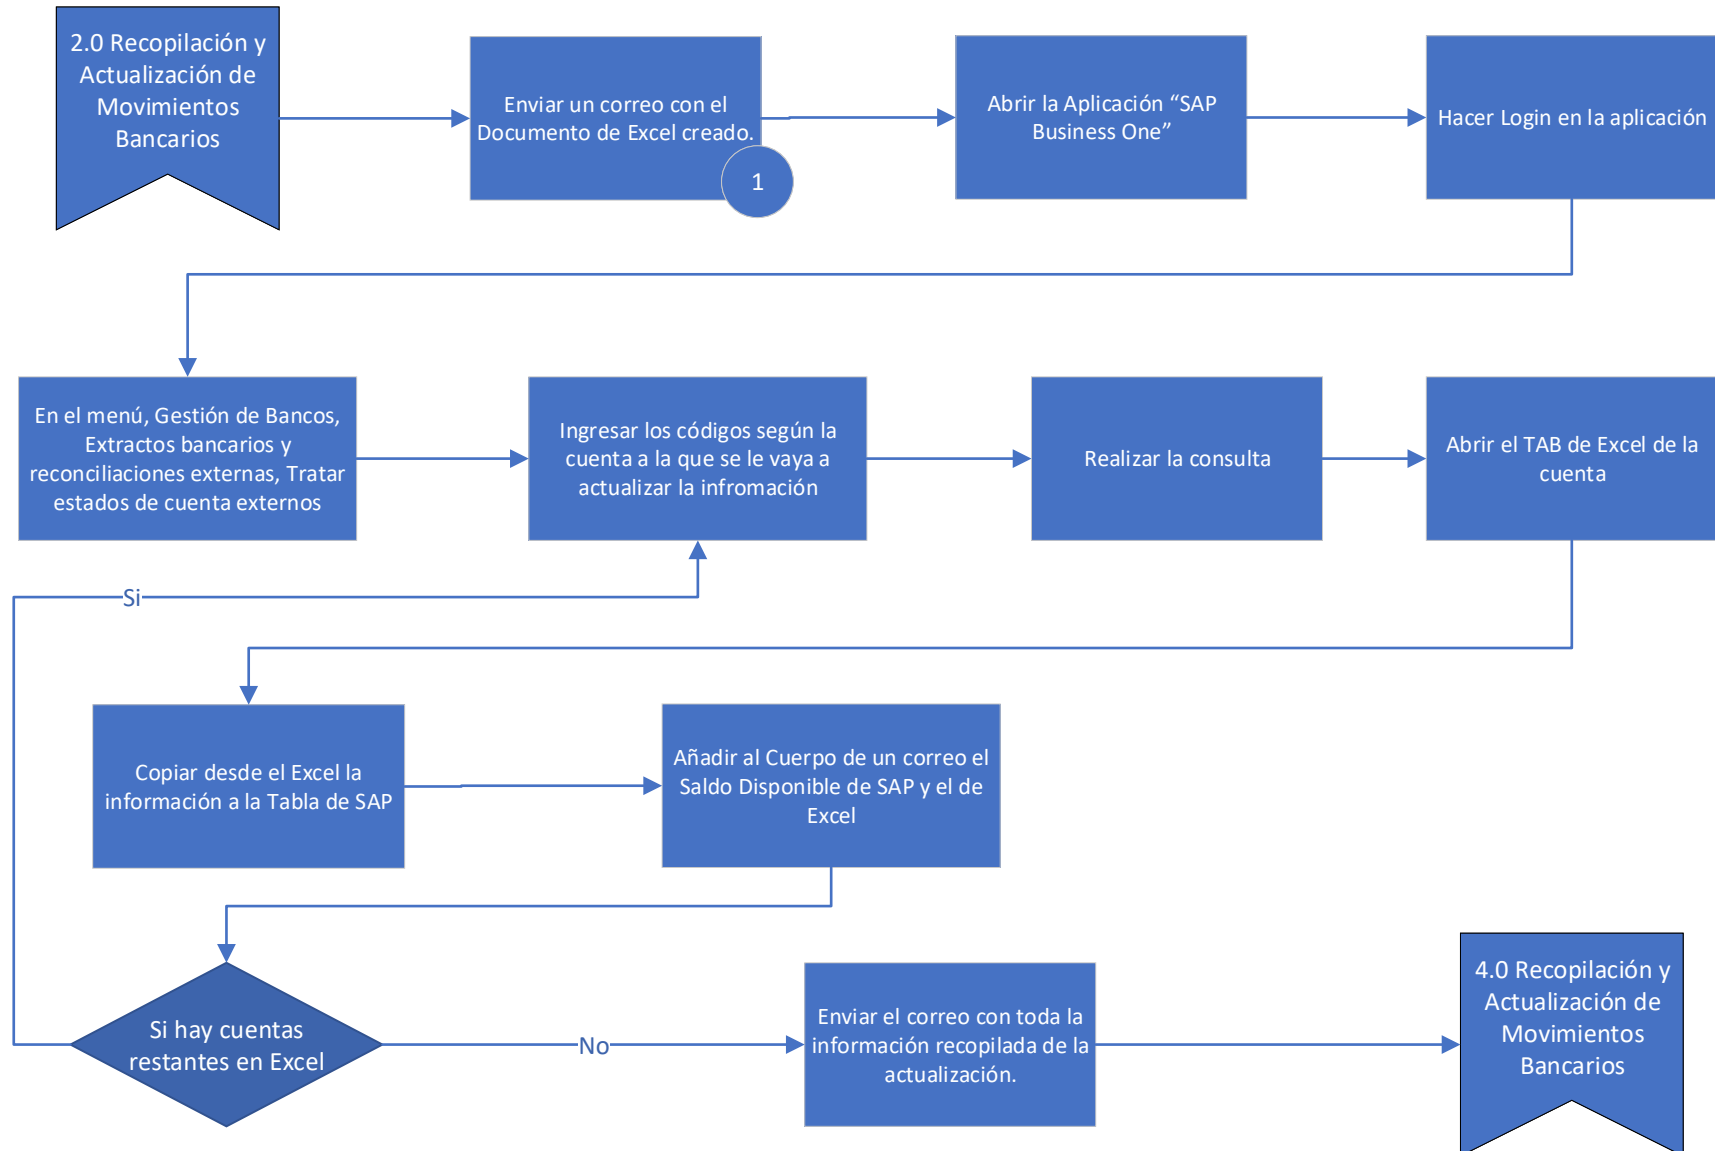 2.0 Recopilación y
Actualización de
Movimientos
Bancarios
Enviar un correo con el
Documento de Excel creado.
1
Abrir la Aplicación “SAP
Business One”
Hacer Login en la aplicación
En el menú, Gestión de Bancos,
Extractos bancarios y
reconciliaciones externas, Tratar
estados de cuenta externos
Ingresar los códigos según la
cuenta a la que se le vaya a
actualizar la infromación
Realizar la consulta
Abrir el TAB de Excel de la
cuenta
Si
Copiar desde el Excel la
información a la Tabla de SAP
Añadir al Cuerpo de un correo el
Saldo Disponible de SAP y el de
Excel
Si hay cuentas
restantes en Excel
No
Enviar el correo con toda la
información recopilada de la
actualización.
4.0 Recopilación y
Actualización de
Movimientos
Bancarios